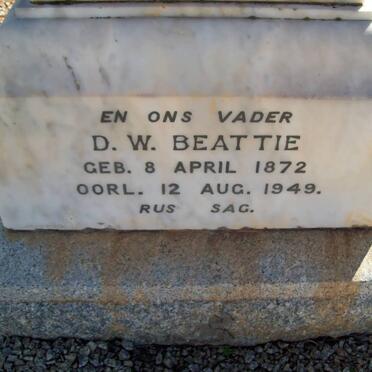 EN ONS VADER
D. W. BEATTIE
GEB. 8 APRIL 1872
OORL. 12 AUG. 1949.
RUS SAG.